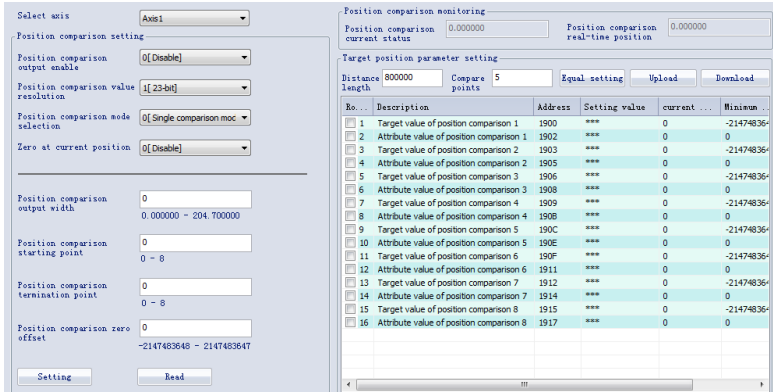 Select axis
Axis1
Position comparison setting
Position comparison
output enable
0[ Disable]
Position comparison value
resolution
1[ 23-bit]
Position comparison mode
selection
0[ Single comparison moc
Zero at current position
0[ Disable]
Position comparison
output width
0
0.000000 - 204.700000
Position comparison
starting point
0
0 - 8
Position comparison
termination point
0
0 - 8
Position comparison zero
offset
0
-2147483648 - 2147483647
Setting
Read
Position comparison monitoring
Position comparison
current status
0.000000
Position comparison
real-time position
0.000000
Target position parameter setting
Distance
length
800000
Compare
points
5
Equal setting
Upload
Download
Ro... Description Address Setting value current ... Minimum ..
1 Target value of position comparison 1 1900 *** 0 -214748364
2 Attribute value of position comparison 1 1902 *** 0 0
3 Target value of position comparison 2 1903 *** 0 -214748364
4 Attribute value of position comparison 2 1905 *** 0 0
5 Target value of position comparison 3 1906 *** 0 -214748364
6 Attribute value of position comparison 3 1908 *** 0 0
7 Target value of position comparison 4 1909 *** 0 -214748364
8 Attribute value of position comparison 4 190B *** 0 0
9 Target value of position comparison 5 190C *** 0 -214748364
10 Attribute value of position comparison 5 190E *** 0 0
11 Target value of position comparison 6 190F *** 0 -214748364
12 Attribute value of position comparison 6 1911 *** 0 0
13 Target value of position comparison 7 1912 *** 0 -214748364
14 Attribute value of position comparison 7 1914 *** 0 0
15 Target value of position comparison 8 1915 *** 0 -214748364
16 Attribute value of position comparison 8 1917 *** 0 0